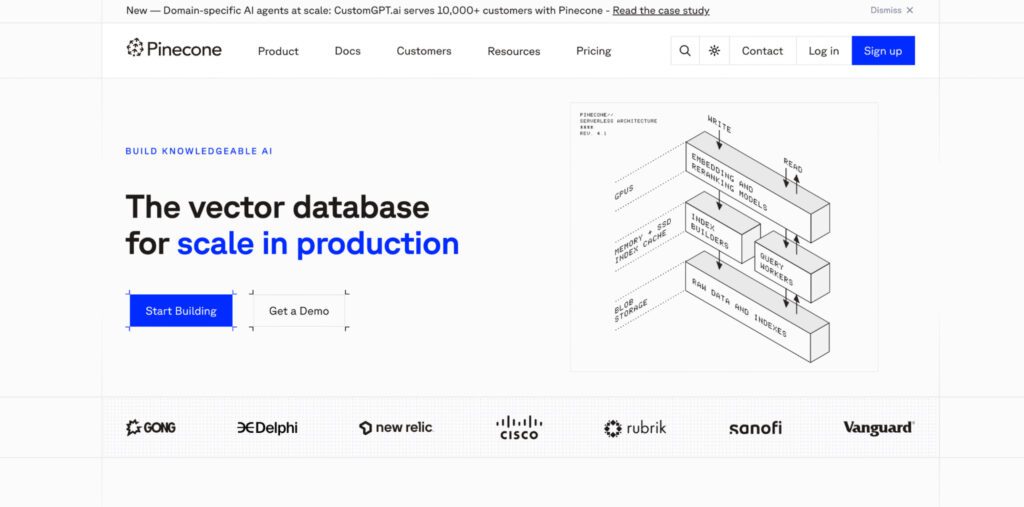 New — Domain-specific AI agents at scale: CustomGPT.ai serves 10,000+ customers with Pinecone - Read the case study
Dismiss ✕
Pinecone
Product
Docs
Customers
Resources
Pricing
Contact
Log in
Sign up
BUILD KNOWLEDGEABLE AI
The vector database
for scale in production
Start Building
Get a Demo
PINECONE//
SERVERLESS ARCHITECTURE
####
REV. 4.1
WRITE
READ
EMBEDDING AND
RERANKING MODELS
GPUS
INDEX
BUILDERS
MEMORY + SSD
INDEX CACHE
QUERY
WORKERS
RAW DATA AND INDEXES
BLOB
STORAGE
GONG
Delphi
new relic
CISCO
rubrik
sanofi
Vanguard